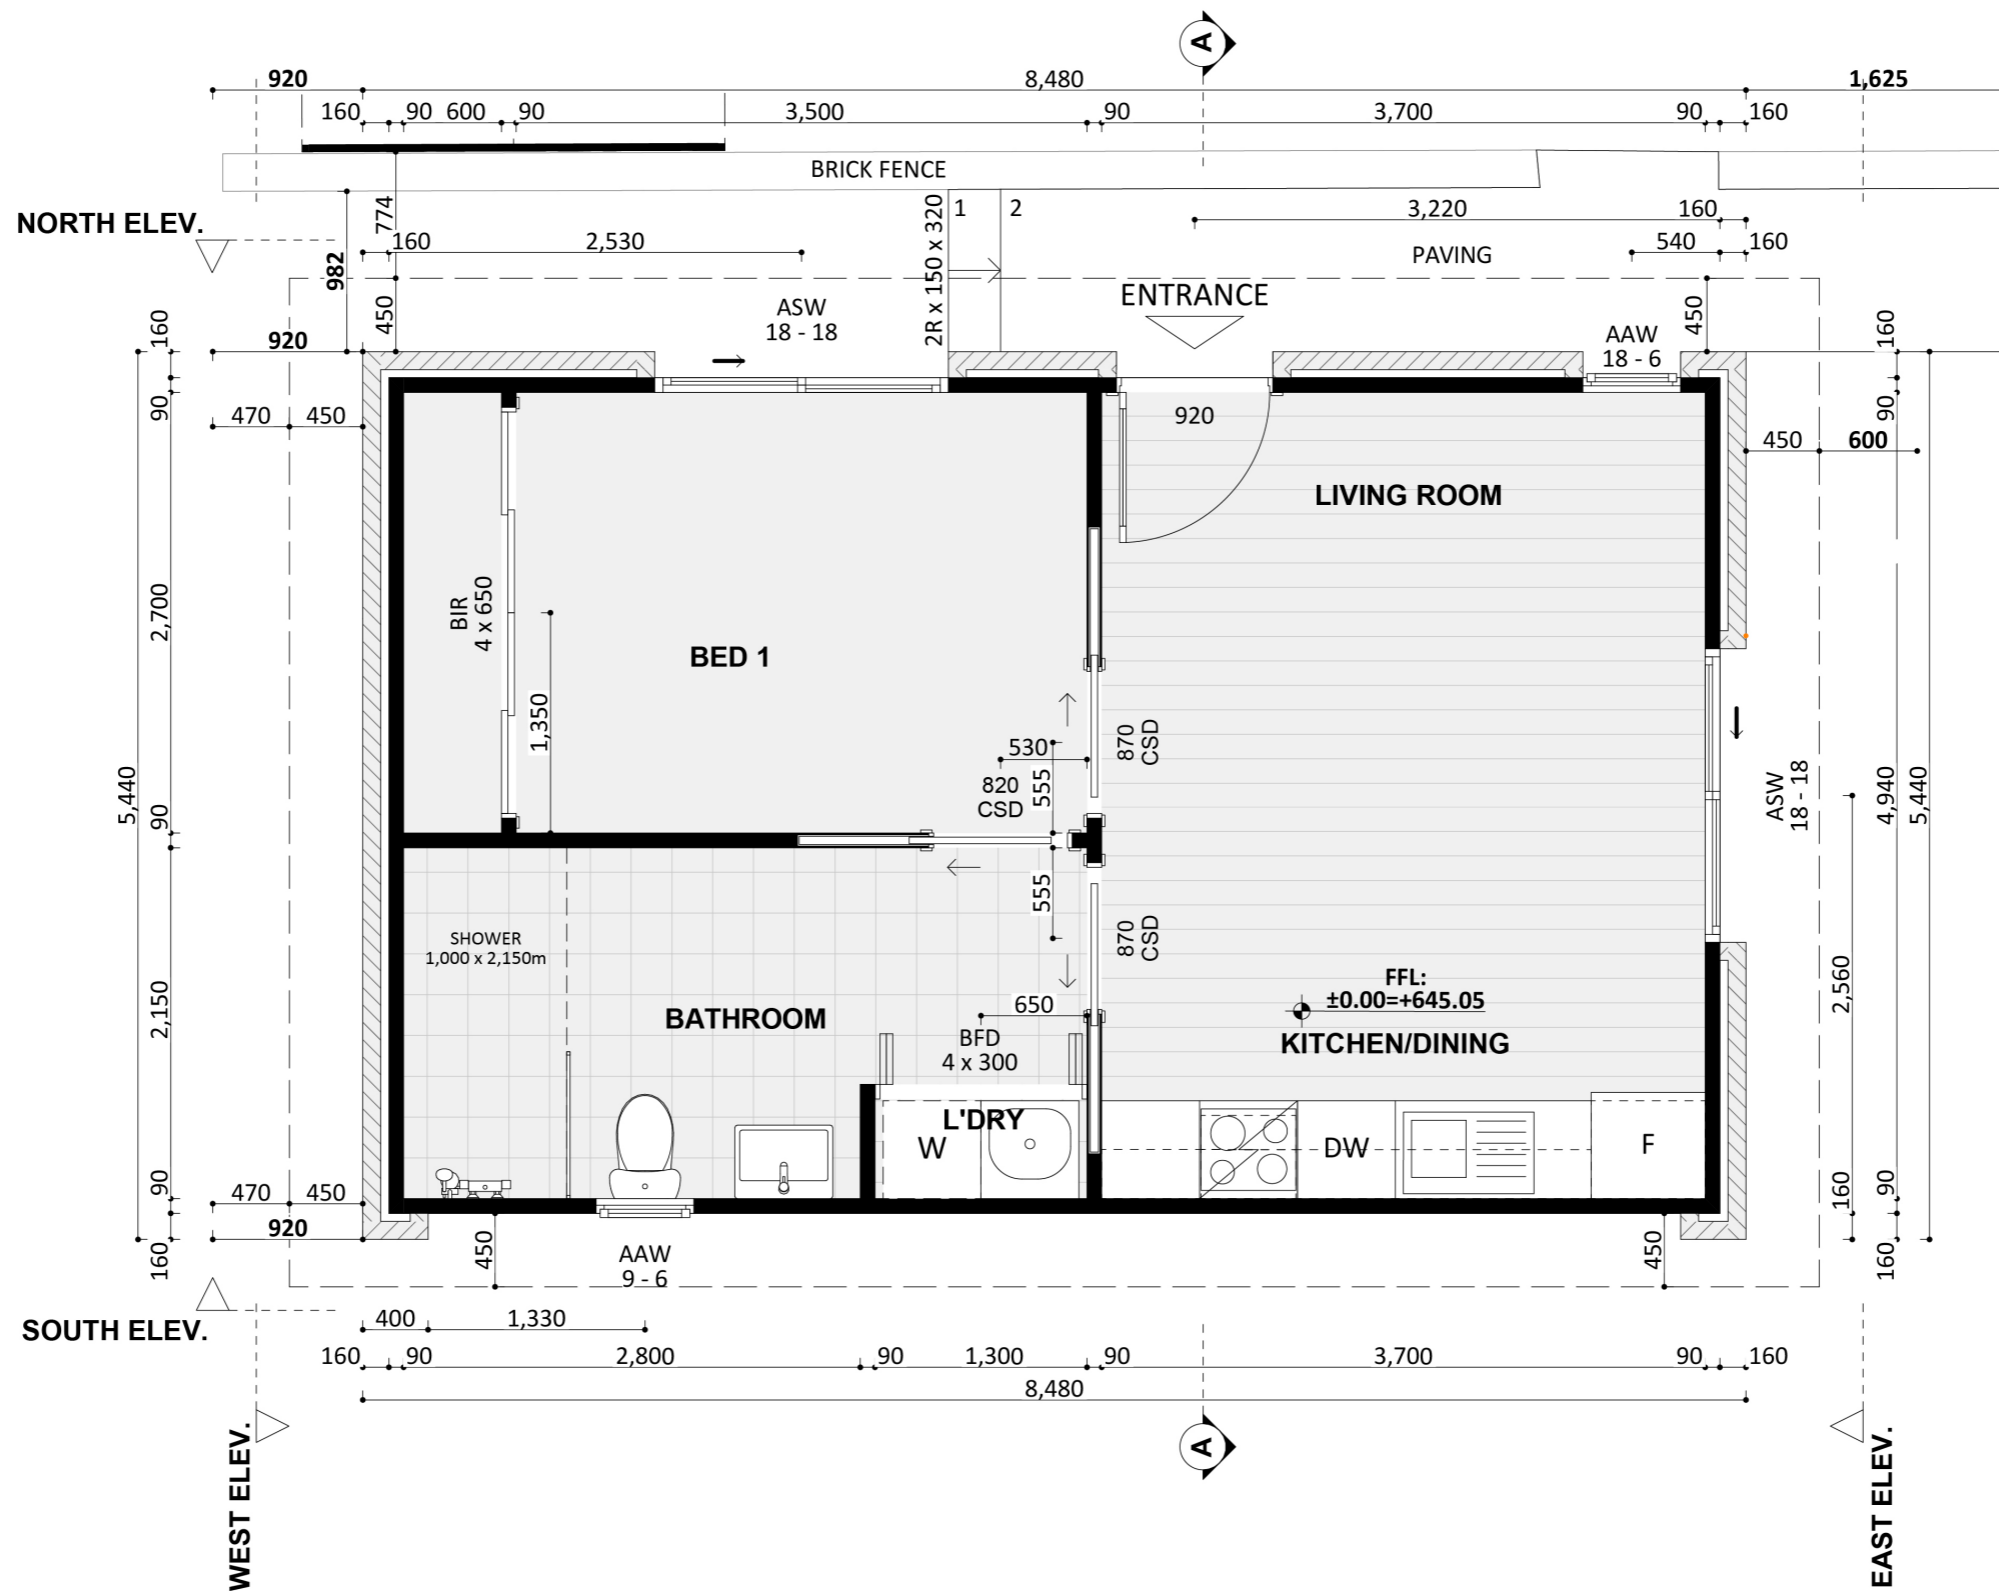 A
920
8,480
1,625
160
90
600
90
3,500
90
3,700
90
160
BRICK FENCE
NORTH ELEV.
774
982
450
160
2,530
2R x 150 x 320
1
2
3,220
160
540
160
PAVING
ENTRANCE
ASW
18 - 18
AAW
18 - 6
450
160
920
160
90
470
450
90
450
600
920
LIVING ROOM
2,700
BIR
4 x 650
BED 1
1,350
530
820
CSD
555
870
CSD
ASW
18 - 18
5,440
90
4,940
5,440
555
870
CSD
SHOWER
1,000 x 2,150m
2,150
BATHROOM
650
BFD
4 x 300
FFL:
±0.00=+645.05
KITCHEN/DINING
2,560
L'DRY
W
DW
F
90
470
450
920
160
160
90
160
450
AAW
9 - 6
450
SOUTH ELEV.
400
1,330
160
90
2,800
90
1,300
90
3,700
90
160
8,480
A
WEST ELEV.
EAST ELEV.